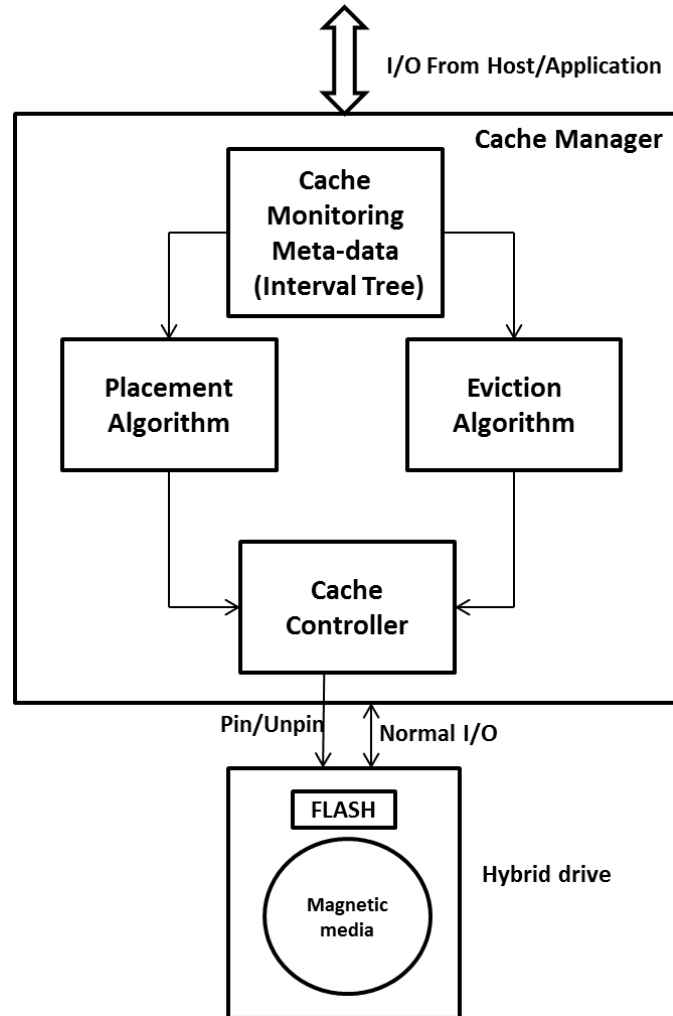 I/O From Host/Application
Cache Manager
Cache
Monitoring
Meta-data
(Interval Tree)
Placement
Algorithm
Eviction
Algorithm
Cache
Controller
Pin/Unpin
Normal I/O
FLASH
Hybrid drive
Magnetic
media